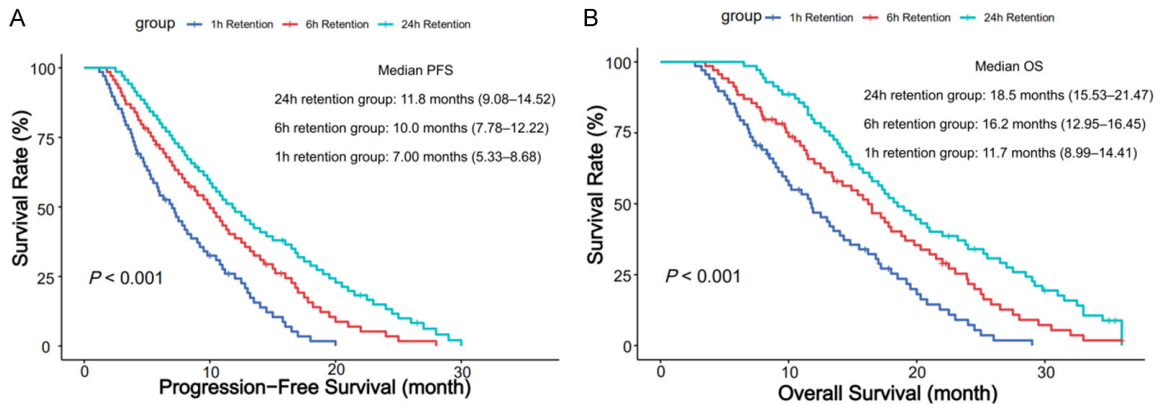 A
group 1h Retention 6h Retention 24h Retention
Median PFS
24h retention group: 11.8 months (9.08–14.52)
6h retention group: 10.0 months (7.78–12.22)
1h retention group: 7.00 months (5.33–8.68)
P < 0.001
Survival Rate (%)
100
75
50
25
0
0 10 20 30
Progression–Free Survival (month)
B
group 1h Retention 6h Retention 24h Retention
Median OS
24h retention group: 18.5 months (15.53–21.47)
6h retention group: 16.2 months (12.95–16.45)
1h retention group: 11.7 months (8.99–14.41)
P < 0.001
Survival Rate (%)
100
75
50
25
0
0 10 20 30
Overall Survival (month)